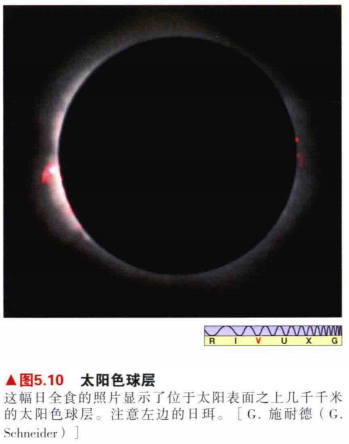 R I V U X G
▲图5.10 太阳色球层
这幅日全食的照片显示了位于太阳表面之上几千千米
的太阳色球层。注意左边的日珥。［G. 施耐德（G.
Schneider）］